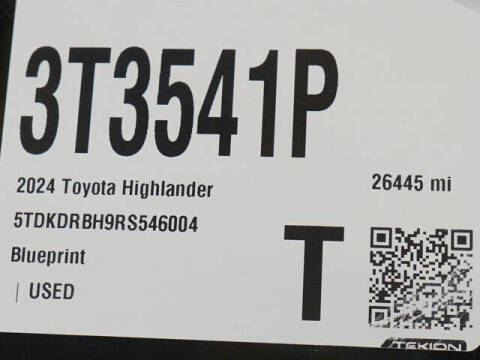 3T3541P
2024 Toyota Highlander
26445 mi
5TDKDRBH9RS546004
Blueprint
| USED
T
TEKION